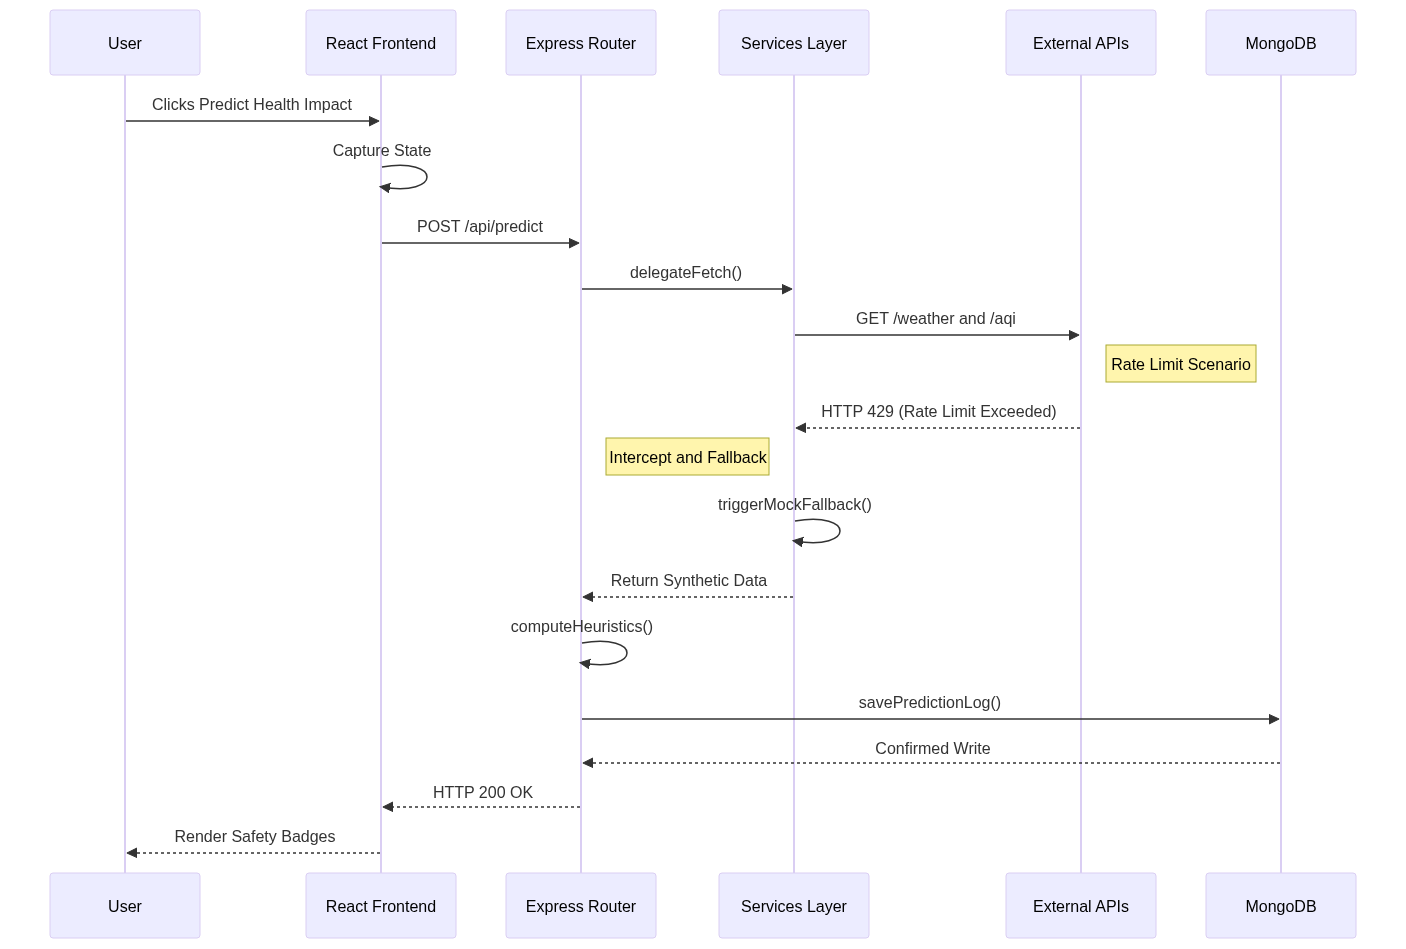 User
React Frontend
Express Router
Services Layer
External APIs
MongoDB
Clicks Predict Health Impact
Capture State
POST /api/predict
delegateFetch()
GET /weather and /aqi
Rate Limit Scenario
HTTP 429 (Rate Limit Exceeded)
Intercept and Fallback
triggerMockFallback()
Return Synthetic Data
computeHeuristics()
savePredictionLog()
Confirmed Write
HTTP 200 OK
Render Safety Badges
User
React Frontend
Express Router
Services Layer
External APIs
MongoDB